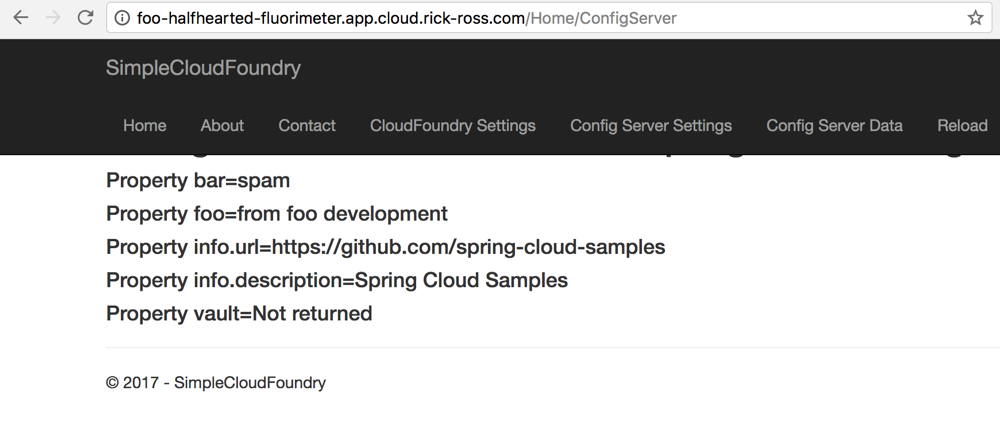 foo-halfhearted-fluorimeter.app.cloud.rick-ross.com/Home/ConfigServer
SimpleCloudFoundry
Home About Contact CloudFoundry Settings Config Server Settings Config Server Data Reload
Property bar=spam
Property foo=from foo development
Property info.url=https://github.com/spring-cloud-samples
Property info.description=Spring Cloud Samples
Property vault=Not returned
© 2017 - SimpleCloudFoundry